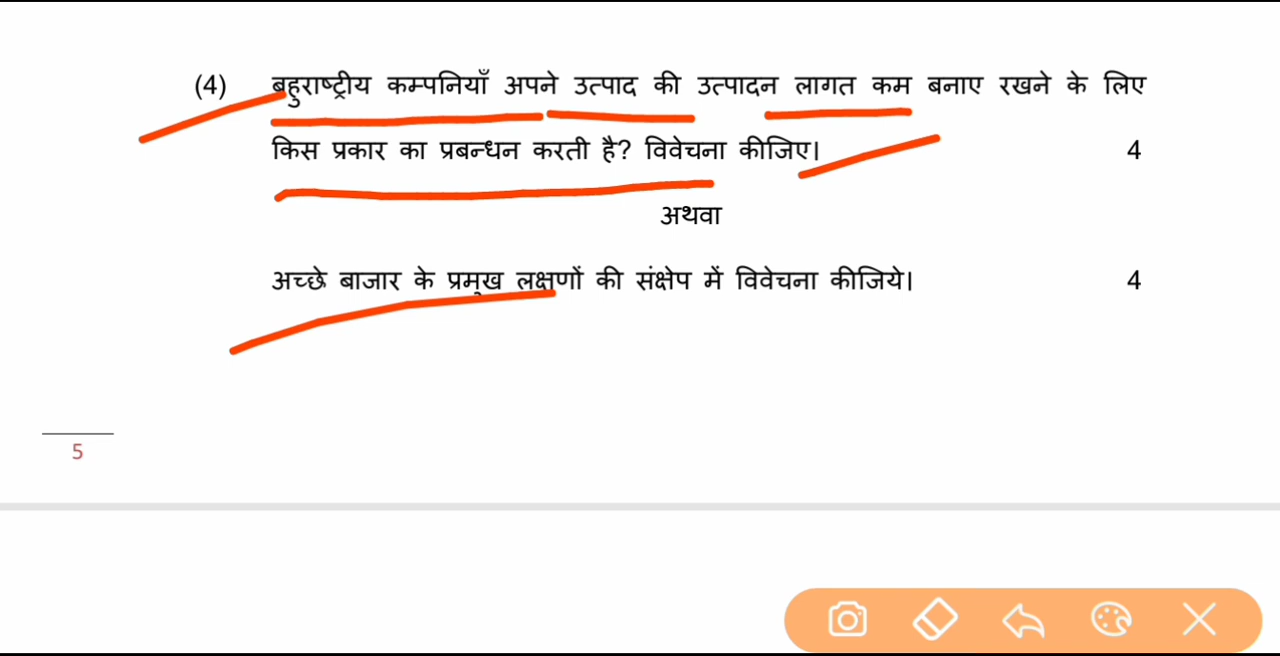 (4) बहुराष्ट्रीय कम्पनियाँ अपने उत्पाद की उत्पादन लागत कम बनाए रखने के लिए
किस प्रकार का प्रबन्धन करती है? विवेचना कीजिए। 4
अथवा
अच्छे बाजार के प्रमुख लक्षणों की संक्षेप में विवेचना कीजिये। 4
5